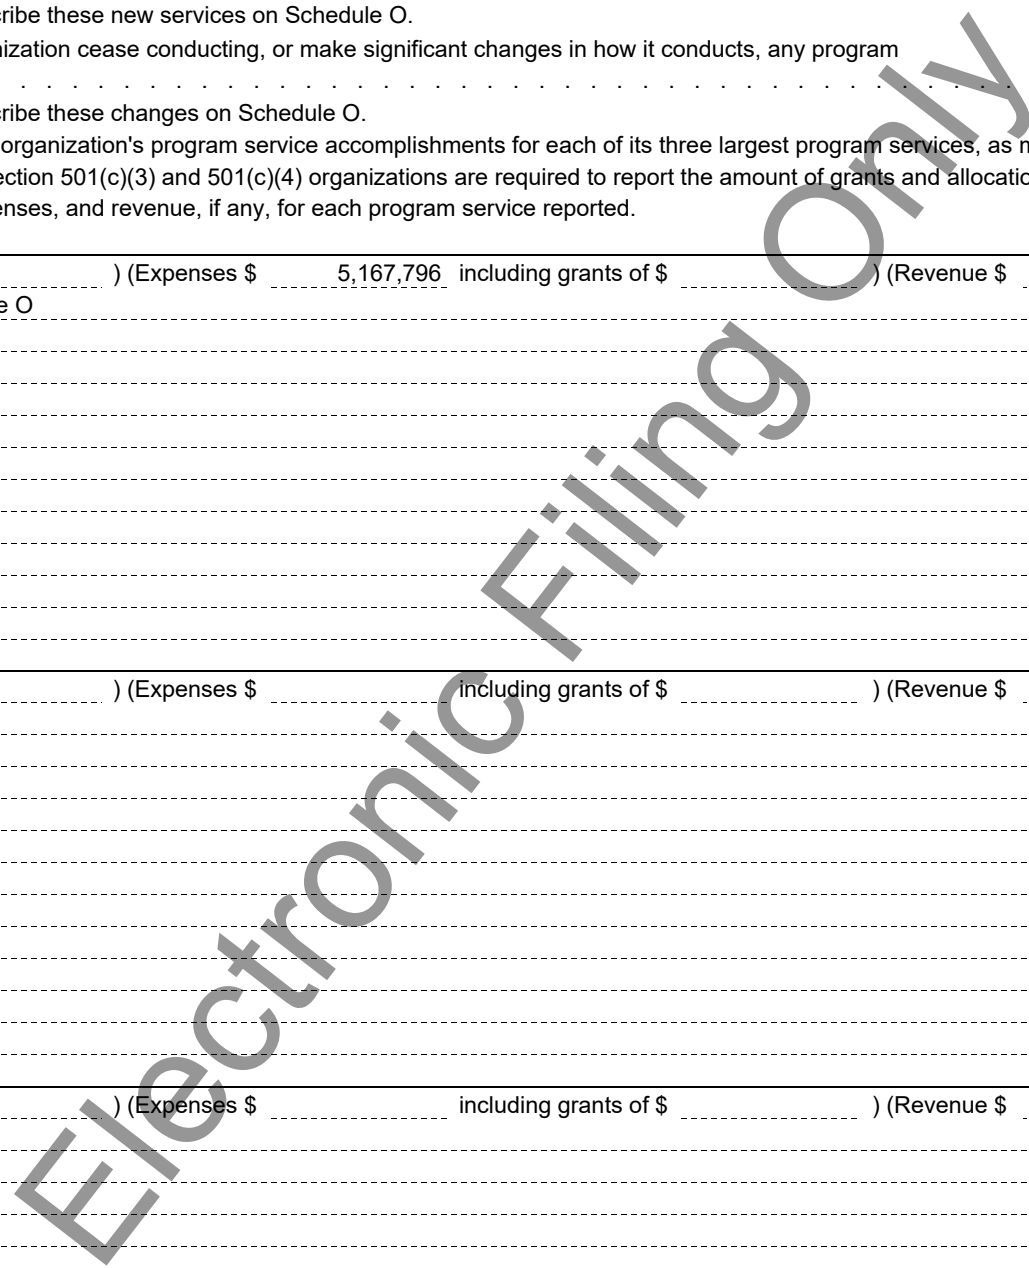 cribe these new services on Schedule O.
nization cease conducting, or make significant changes in how it conducts, any program
. . . . . . . . . . . . . . . . . . . . . . . . . . . . . . . . . . . . . . .
cribe these changes on Schedule O.
organization's program service accomplishments for each of its three largest program services, as m
ection 501(c)(3) and 501(c)(4) organizations are required to report the amount of grants and allocatio
enses, and revenue, if any, for each program service reported.
) (Expenses $ 5,167,796 including grants of $ ) (Revenue $
e O
) (Expenses $ including grants of $ ) (Revenue $
) (Expenses $ including grants of $ ) (Revenue $
Electronic Filing Only